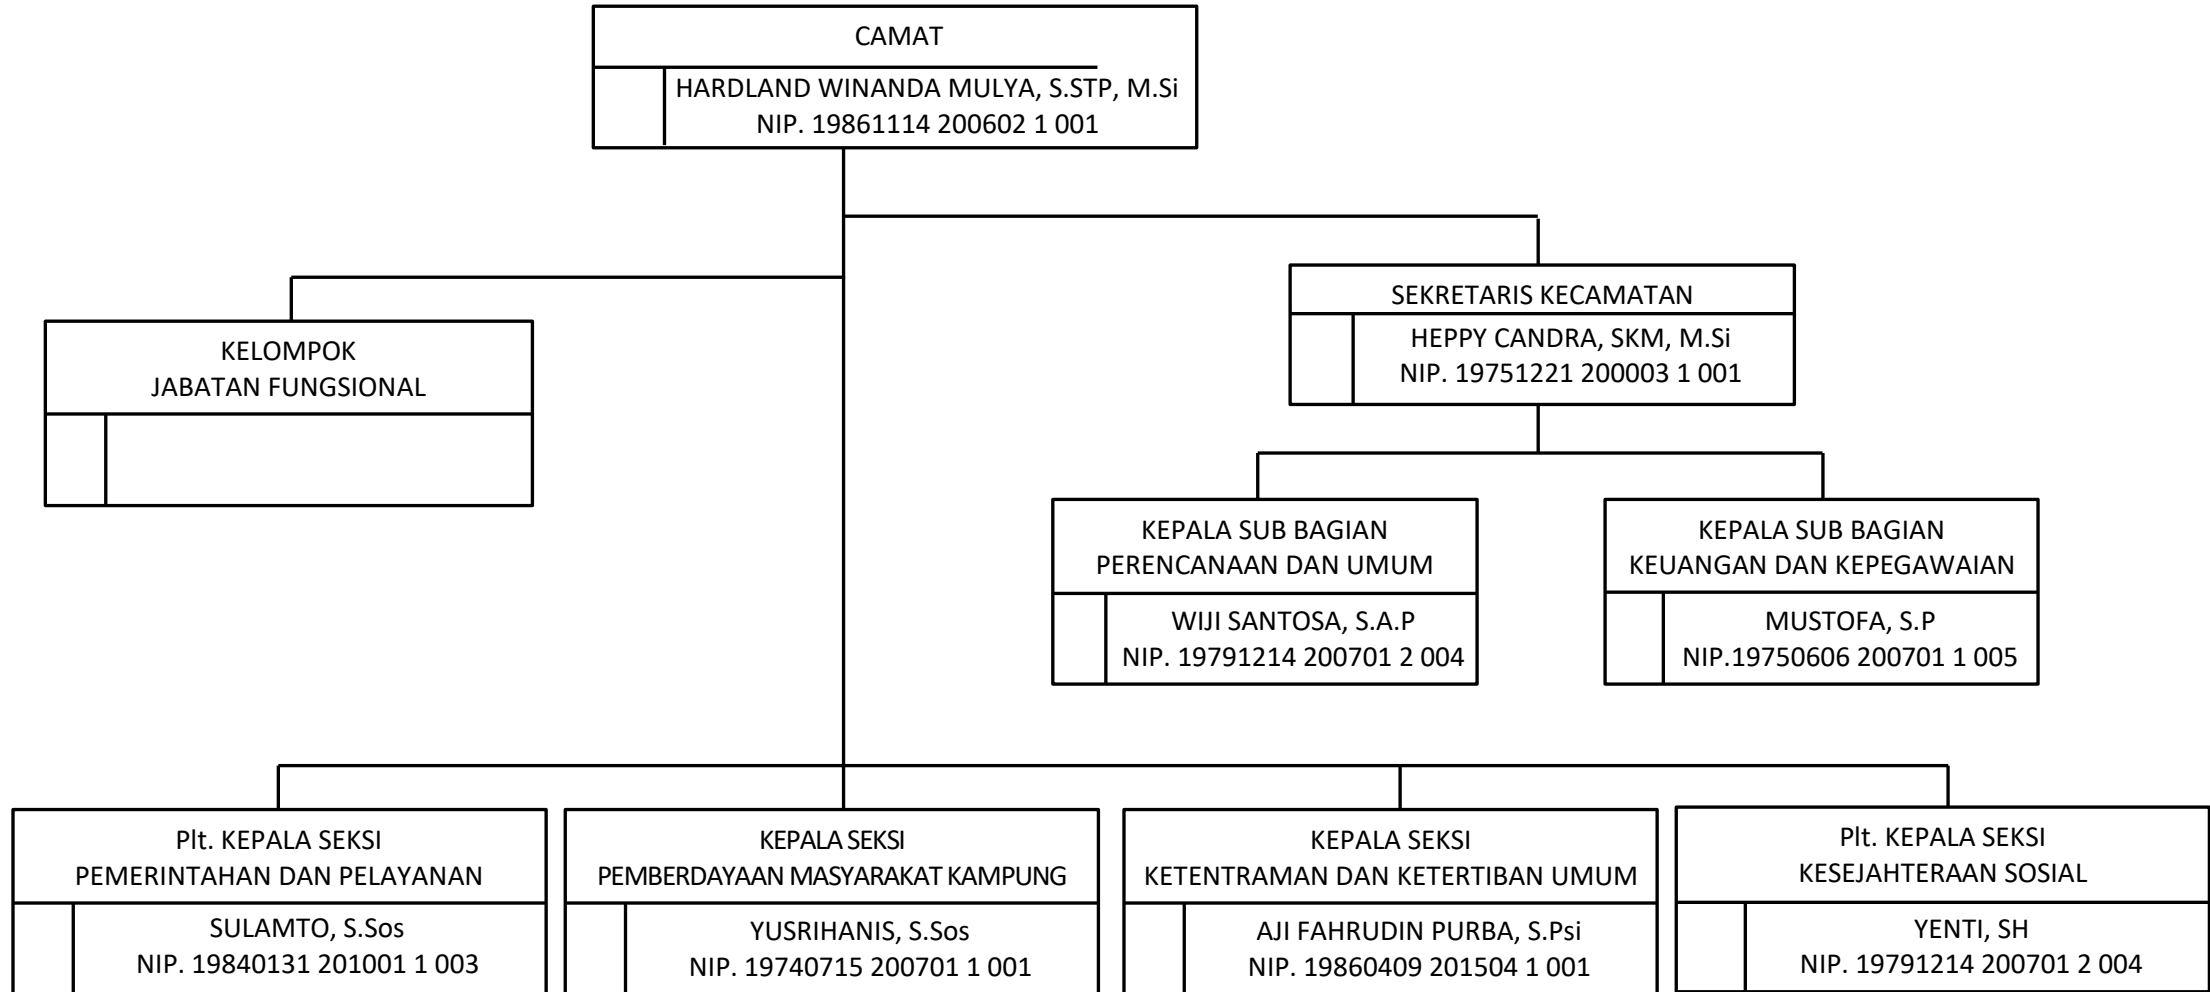 CAMAT
HARDLAND WINANDA MULYA, S.STP, M.Si
NIP. 19861114 200602 1 001
SEKRETARIS KECAMATAN
HEPPY CANDRA, SKM, M.Si
NIP. 19751221 200003 1 001
KELOMPOK
JABATAN FUNGSIONAL
KEPALA SUB BAGIAN
PERENCANAAN DAN UMUM
WIJI SANTOSA, S.A.P
NIP. 19791214 200701 2 004
KEPALA SUB BAGIAN
KEUANGAN DAN KEPEGAWAIAN
MUSTOFA, S.P
NIP.19750606 200701 1 005
Plt. KEPALA SEKSI
PEMERINTAHAN DAN PELAYANAN
SULAMTO, S.Sos
NIP. 19840131 201001 1 003
KEPALA SEKSI
PEMBERDAYAAN MASYARAKAT KAMPUNG
YUSRIHANIS, S.Sos
NIP. 19740715 200701 1 001
KEPALA SEKSI
KETENTRAMAN DAN KETERTIBAN UMUM
AJI FAHRUDIN PURBA, S.Psi
NIP. 19860409 201504 1 001
Plt. KEPALA SEKSI
KESEJAHTERAAN SOSIAL
YENTI, SH
NIP. 19791214 200701 2 004